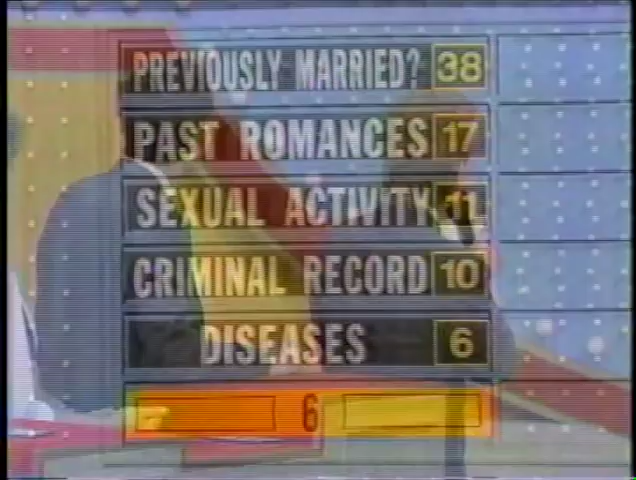 PREVIOUSLY MARRIED? 38
PAST ROMANCES 17
SEXUAL ACTIVITY 11
CRIMINAL RECORD 10
DISEASES 6
6